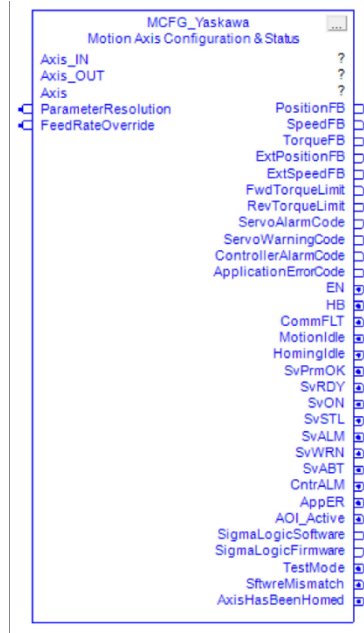 MCFG_Yaskawa
...
Motion Axis Configuration & Status
Axis_IN ?
Axis_OUT ?
Axis ?
ParameterResolution PositionFB
FeedRateOverride SpeedFB
TorqueFB
ExtPositionFB
ExtSpeedFB
FwdTorqueLimit
RevTorqueLimit
ServoAlarmCode
ServoWarningCode
ControllerAlarmCode
ApplicationErrorCode
EN
HB
CommFLT
MotionIdle
HomingIdle
SvPrmOK
SvRDY
SvON
SvSTL
SvALM
SvWRN
SvABT
CntrALM
AppER
AOI_Active
SigmaLogicSoftware
SigmaLogicFirmware
TestMode
SftwreMismatch
AxisHasBeenHomed